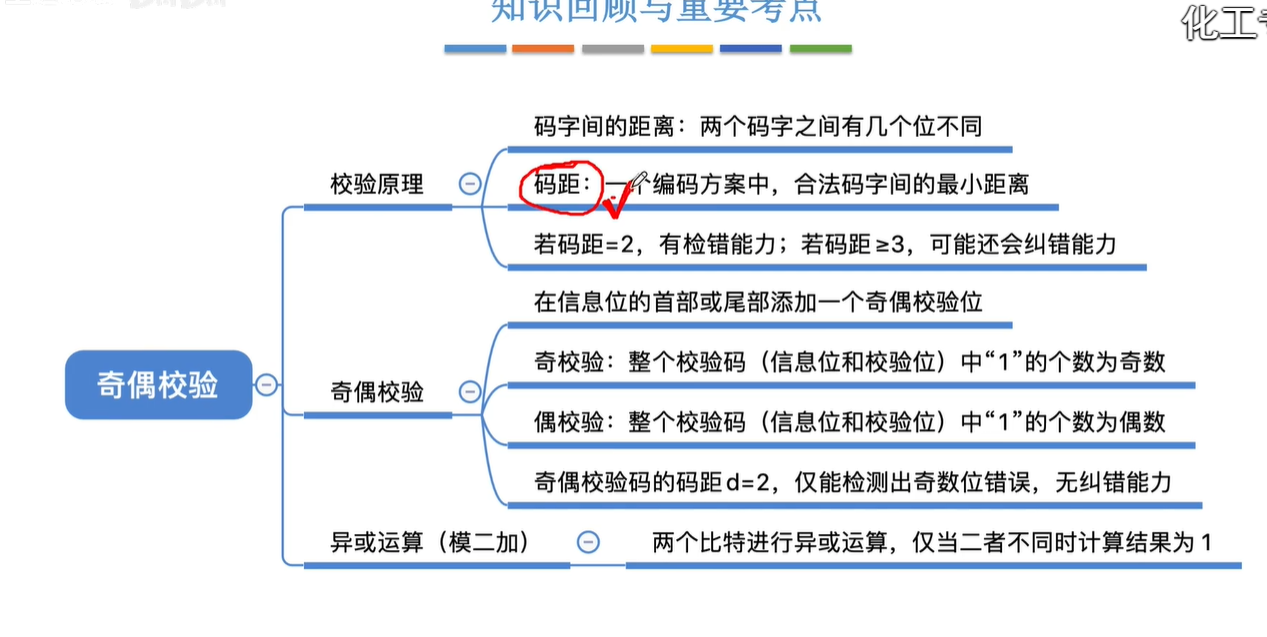 知识回顾与重要考点
化工
码字间的距离：两个码字之间有几个位不同
校验原理
码距：一个编码方案中，合法码字间的最小距离
若码距=2，有检错能力；若码距≥3，可能还会纠错能力
在信息位的首部或尾部添加一个奇偶校验位
奇校验：整个校验码（信息位和校验位）中“1”的个数为奇数
奇偶校验
奇偶校验
偶校验：整个校验码（信息位和校验位）中“1”的个数为偶数
奇偶校验码的码距d=2，仅能检测出奇数位错误，无纠错能力
异或运算（模二加）
两个比特进行异或运算，仅当二者不同时计算结果为 1